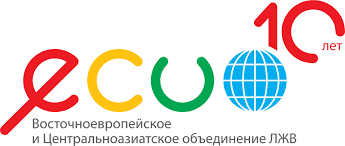 10 лет
ecuo
Восточноевропейское
и Центральноазиатское объединение ЛЖВ